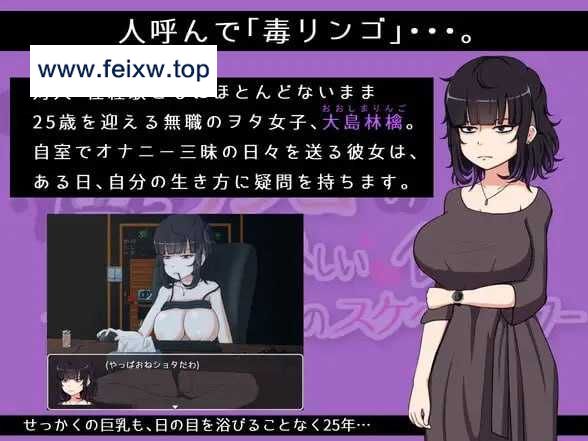 人呼んで「毒リンゴ」・・・。
www.feixw.top
ほとんどないまま
おおしまりんご
25歳を迎える無職のヲタ女子、大島林檎。
自室でオナニー三昧の日々を送る彼女は、
ある日、自分の生き方に疑問を持ちます。
(やっぱおねショタだわ)
せっかくの巨乳も、日の目を浴びることなく25年…